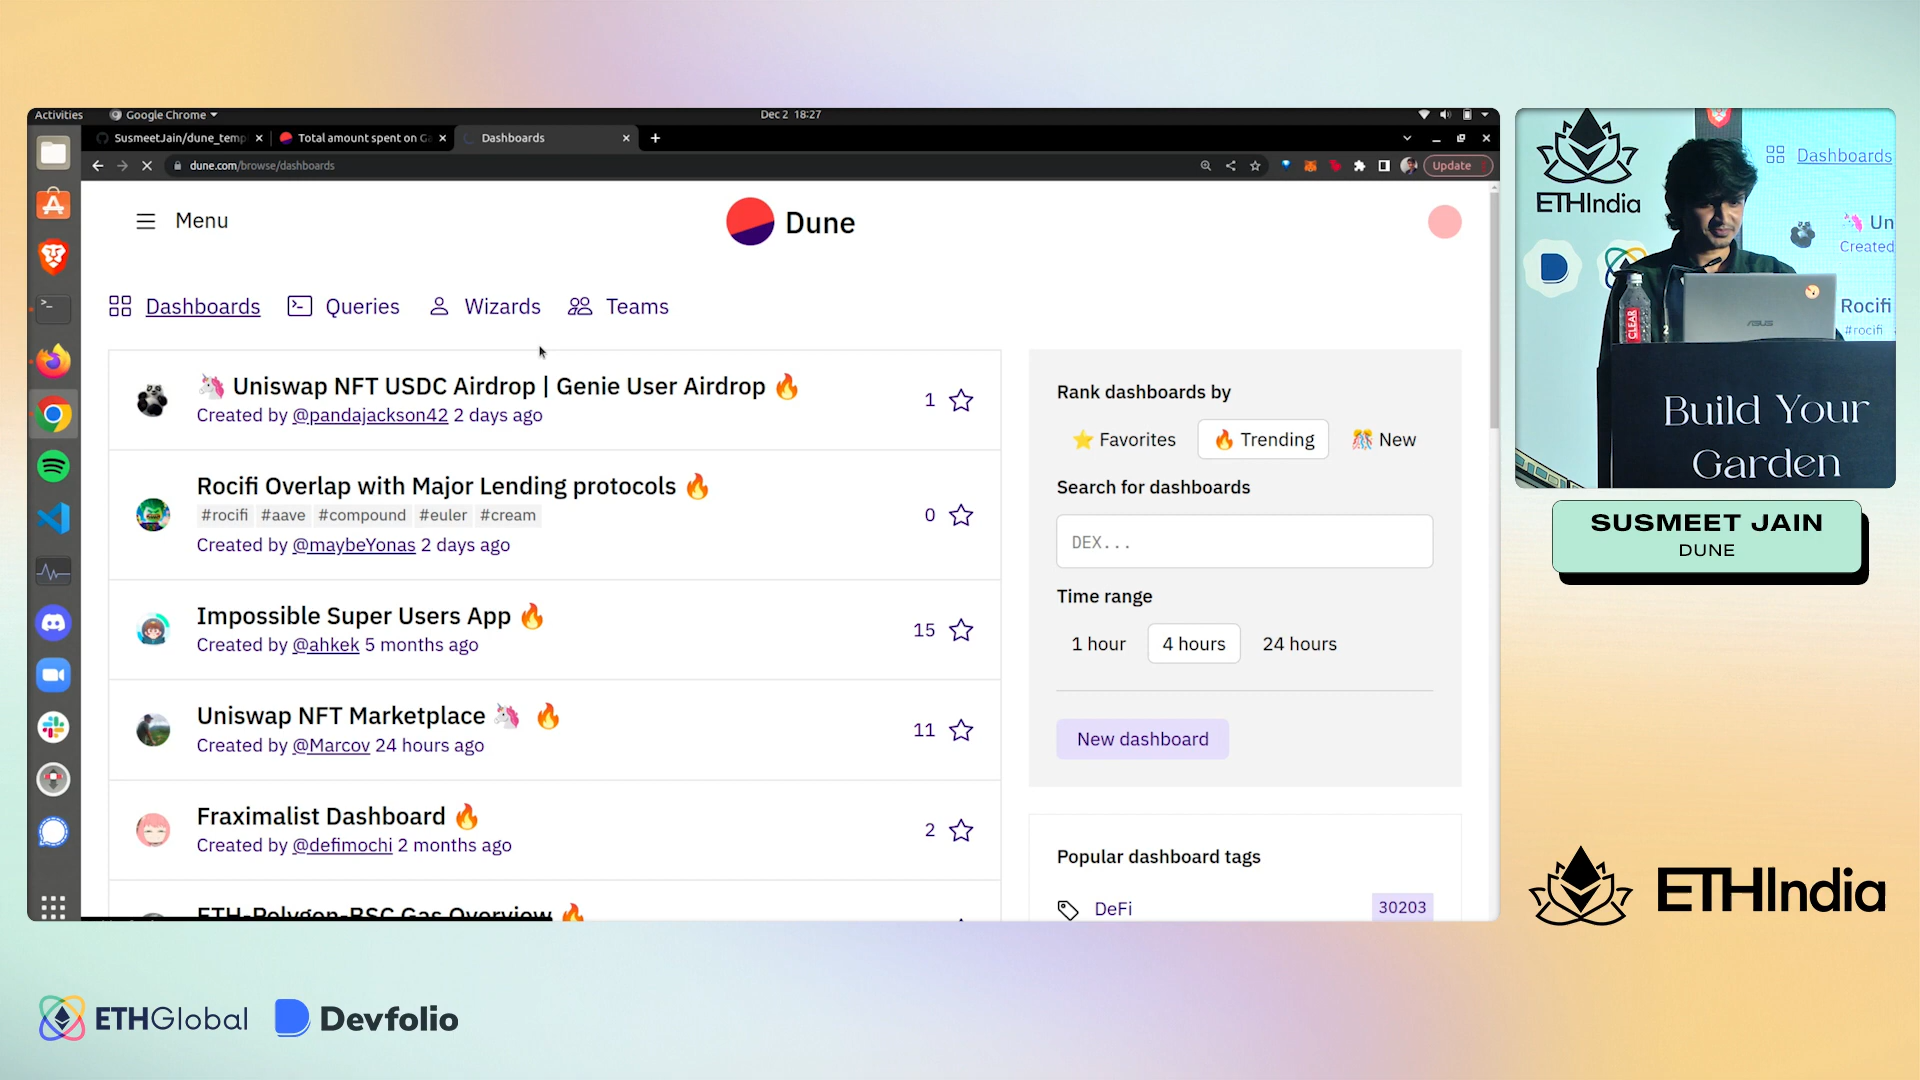 Activities
Google Chrome
Dec 2 18:27
SusmeetJain/dune_temp
Total amount spent on Ga
Dashboards
dune.com/browse/dashboards
Update
Menu
Dune
Dashboards
Queries
Wizards
Teams
Uniswap NFT USDC Airdrop | Genie User Airdrop
Created by @pandajackson42 2 days ago
1
Rocifi Overlap with Major Lending protocols
#rocifi #aave #compound #euler #cream
Created by @maybeYonas 2 days ago
0
Impossible Super Users App
Created by @ahkek 5 months ago
15
Uniswap NFT Marketplace
Created by @Marcov 24 hours ago
11
Fraximalist Dashboard
Created by @defimochi 2 months ago
2
ETH-Polygon-BSC Gas Overview
Rank dashboards by
Favorites
Trending
New
Search for dashboards
DEX...
Time range
1 hour
4 hours
24 hours
New dashboard
Popular dashboard tags
DeFi
30203
ETHIndia
Dashboards
Un
Created
Rocifi
#rocifi
CLEAR
ASUS
Build Your
Garden
SUSMEET JAIN
DUNE
ETHIndia
ETHGlobal
Devfolio